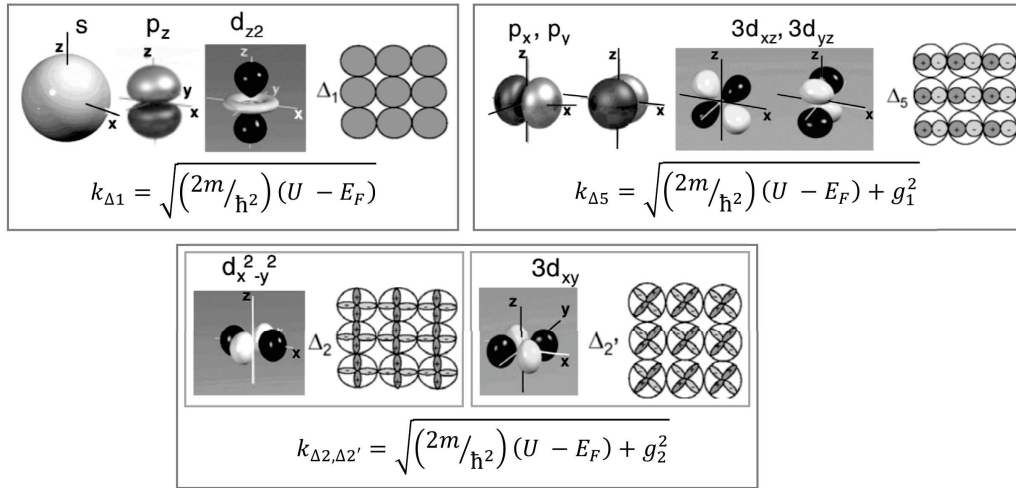 s
p_z
d_z2
z
z
z
y
x
x
x
Δ_1
k_Δ1 = √((2m/ħ²) (U − E_F))
p_x, p_y
3d_xz, 3d_yz
z
z
z
x
x
x
Δ_5
k_Δ5 = √((2m/ħ²) (U − E_F) + g_1²)
d_x²-y²
3d_xy
z
x
Δ_2
z
y
x
Δ_2'
k_Δ2,Δ2′ = √((2m/ħ²) (U − E_F) + g_2²)